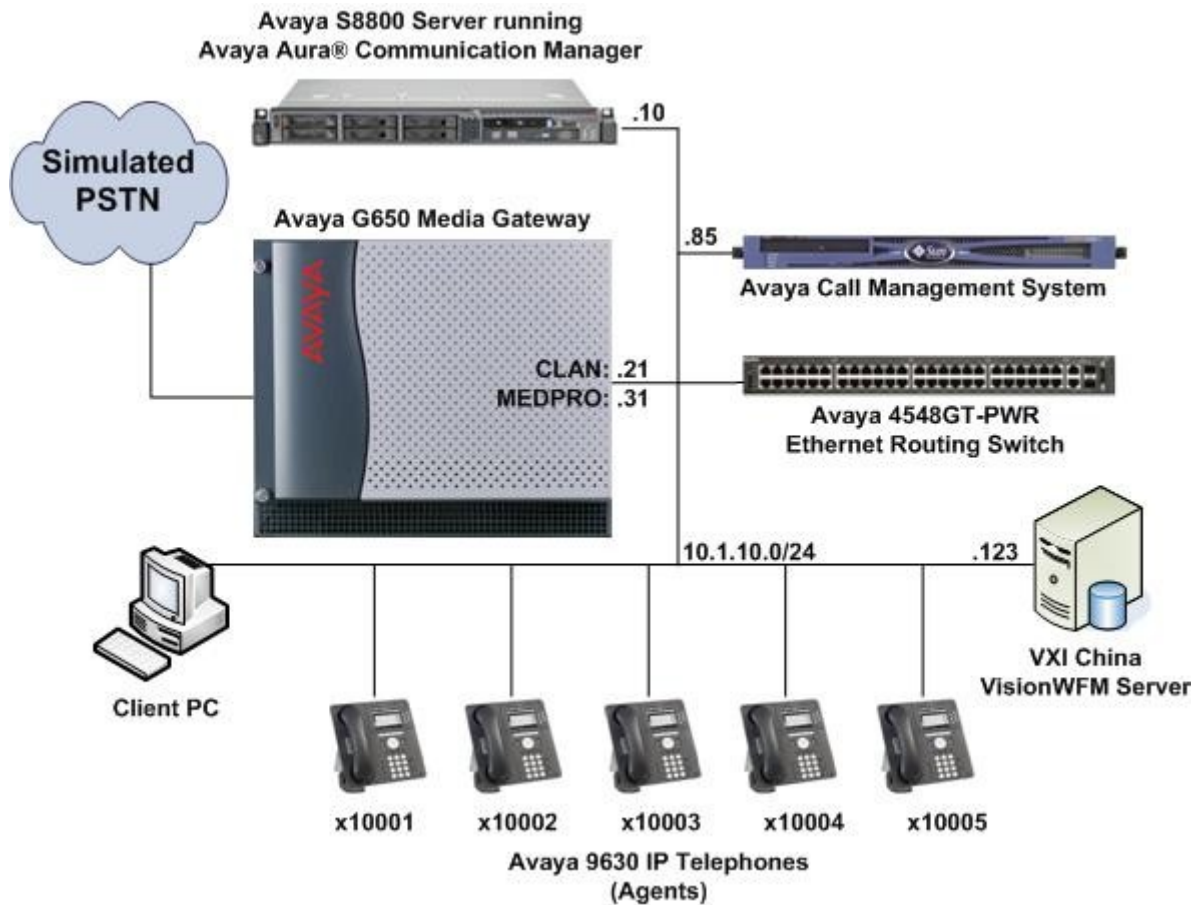 Avaya S8800 Server running
Avaya Aura® Communication Manager
.10
Simulated
PSTN
Avaya G650 Media Gateway
AVAYA
.85
Sun
Avaya Call Management System
CLAN: .21
MEDPRO: .31
Avaya 4548GT-PWR
Ethernet Routing Switch
10.1.10.0/24
.123
Client PC
VXI China
VisionWFM Server
x10001
x10002
x10003
x10004
x10005
Avaya 9630 IP Telephones
(Agents)